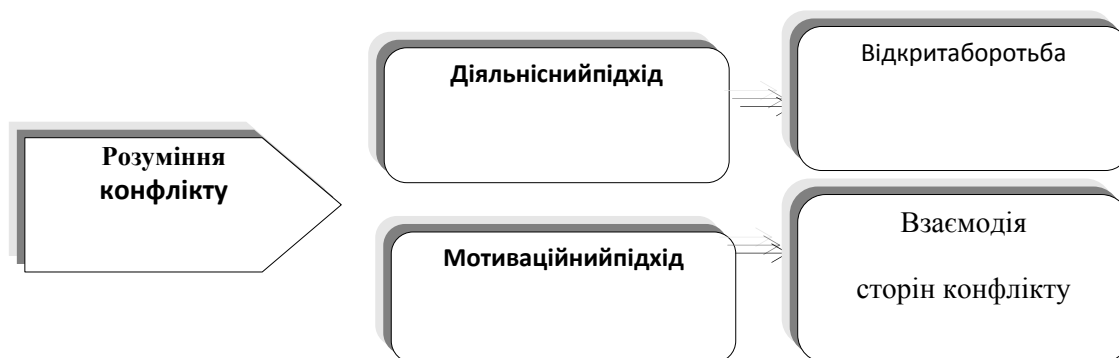 Розуміння
конфлікту
Діяльніснийпідхід
Відкритаборотьба
Мотиваційнийпідхід
Взаємодія
сторін конфлікту